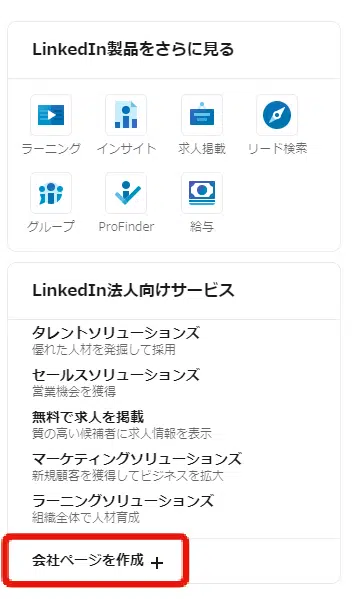 LinkedIn製品をさらに見る
ラーニング インサイト 求人掲載 リード検索
グループ ProFinder 給与
LinkedIn法人向けサービス
タレントソリューションズ
優れた人材を発掘して採用
セールスソリューションズ
営業機会を獲得
無料で求人を掲載
質の高い候補者に求人情報を表示
マーケティングソリューションズ
新規顧客を獲得してビジネスを拡大
ラーニングソリューションズ
組織全体で人材育成
会社ページを作成 +